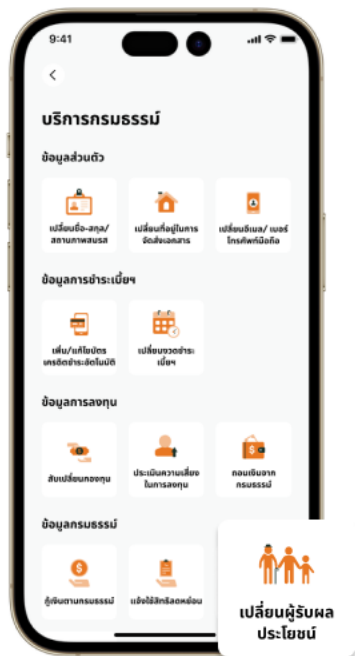 9:41
บริการกรมธรรม์
ข้อมูลส่วนตัว
เปลี่ยนชื่อ-สกุล/
สถานภาพสมรส
เปลี่ยนที่อยู่ในการ
จัดส่งเอกสาร
เปลี่ยนอีเมล/ เบอร์
โทรศัพท์มือถือ
ข้อมูลการชำระเบี้ยฯ
เพิ่ม/แก้ไขบัตร
เครดิตชำระอัตโนมัติ
เปลี่ยนงวดชำระ
เบี้ยฯ
ข้อมูลการลงทุน
สับเปลี่ยนกองทุน
ประเมินความเสี่ยง
ในการลงทุน
ถอนเงินจาก
กรมธรรม์
ข้อมูลกรมธรรม์
กู้เงินตามกรมธรรม์
แจ้งใช้สิทธิลดหย่อน
เปลี่ยนผู้รับผล
ประโยชน์